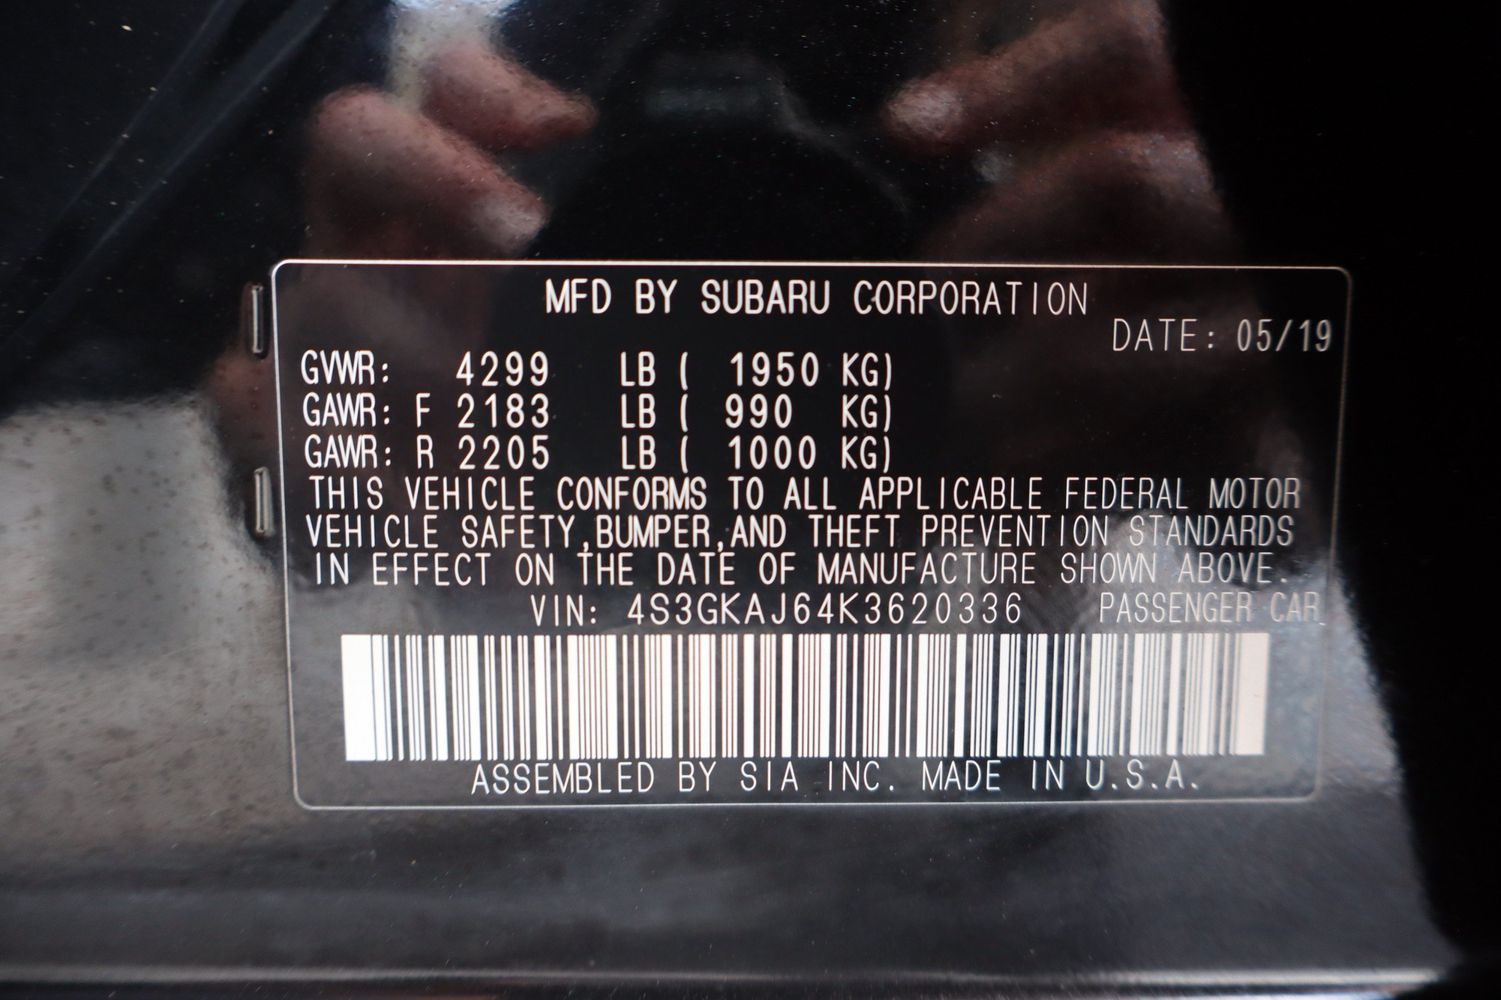 MFD BY SUBARU CORPORATION
DATE: 05/19
GVWR: 4299 LB ( 1950 KG)
GAWR: F 2183 LB ( 990 KG)
GAWR: R 2205 LB ( 1000 KG)
THIS VEHICLE CONFORMS TO ALL APPLICABLE FEDERAL MOTOR
VEHICLE SAFETY,BUMPER,AND THEFT PREVENTION STANDARDS
IN EFFECT ON THE DATE OF MANUFACTURE SHOWN ABOVE.
VIN: 4S3GKAJ64K3620336 PASSENGER CAR
ASSEMBLED BY SIA INC. MADE IN U.S.A.